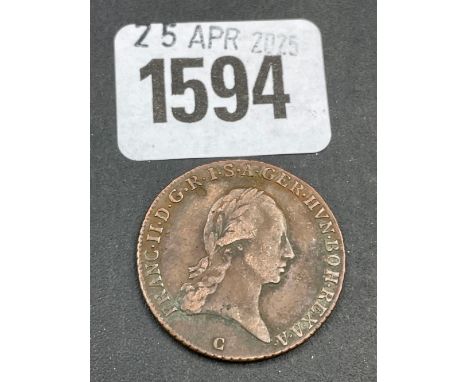 25 APR 2025
1594
FRANC·II·D·G·R·I·S·A·GER·HVN·BOH·REX·A·A·
C